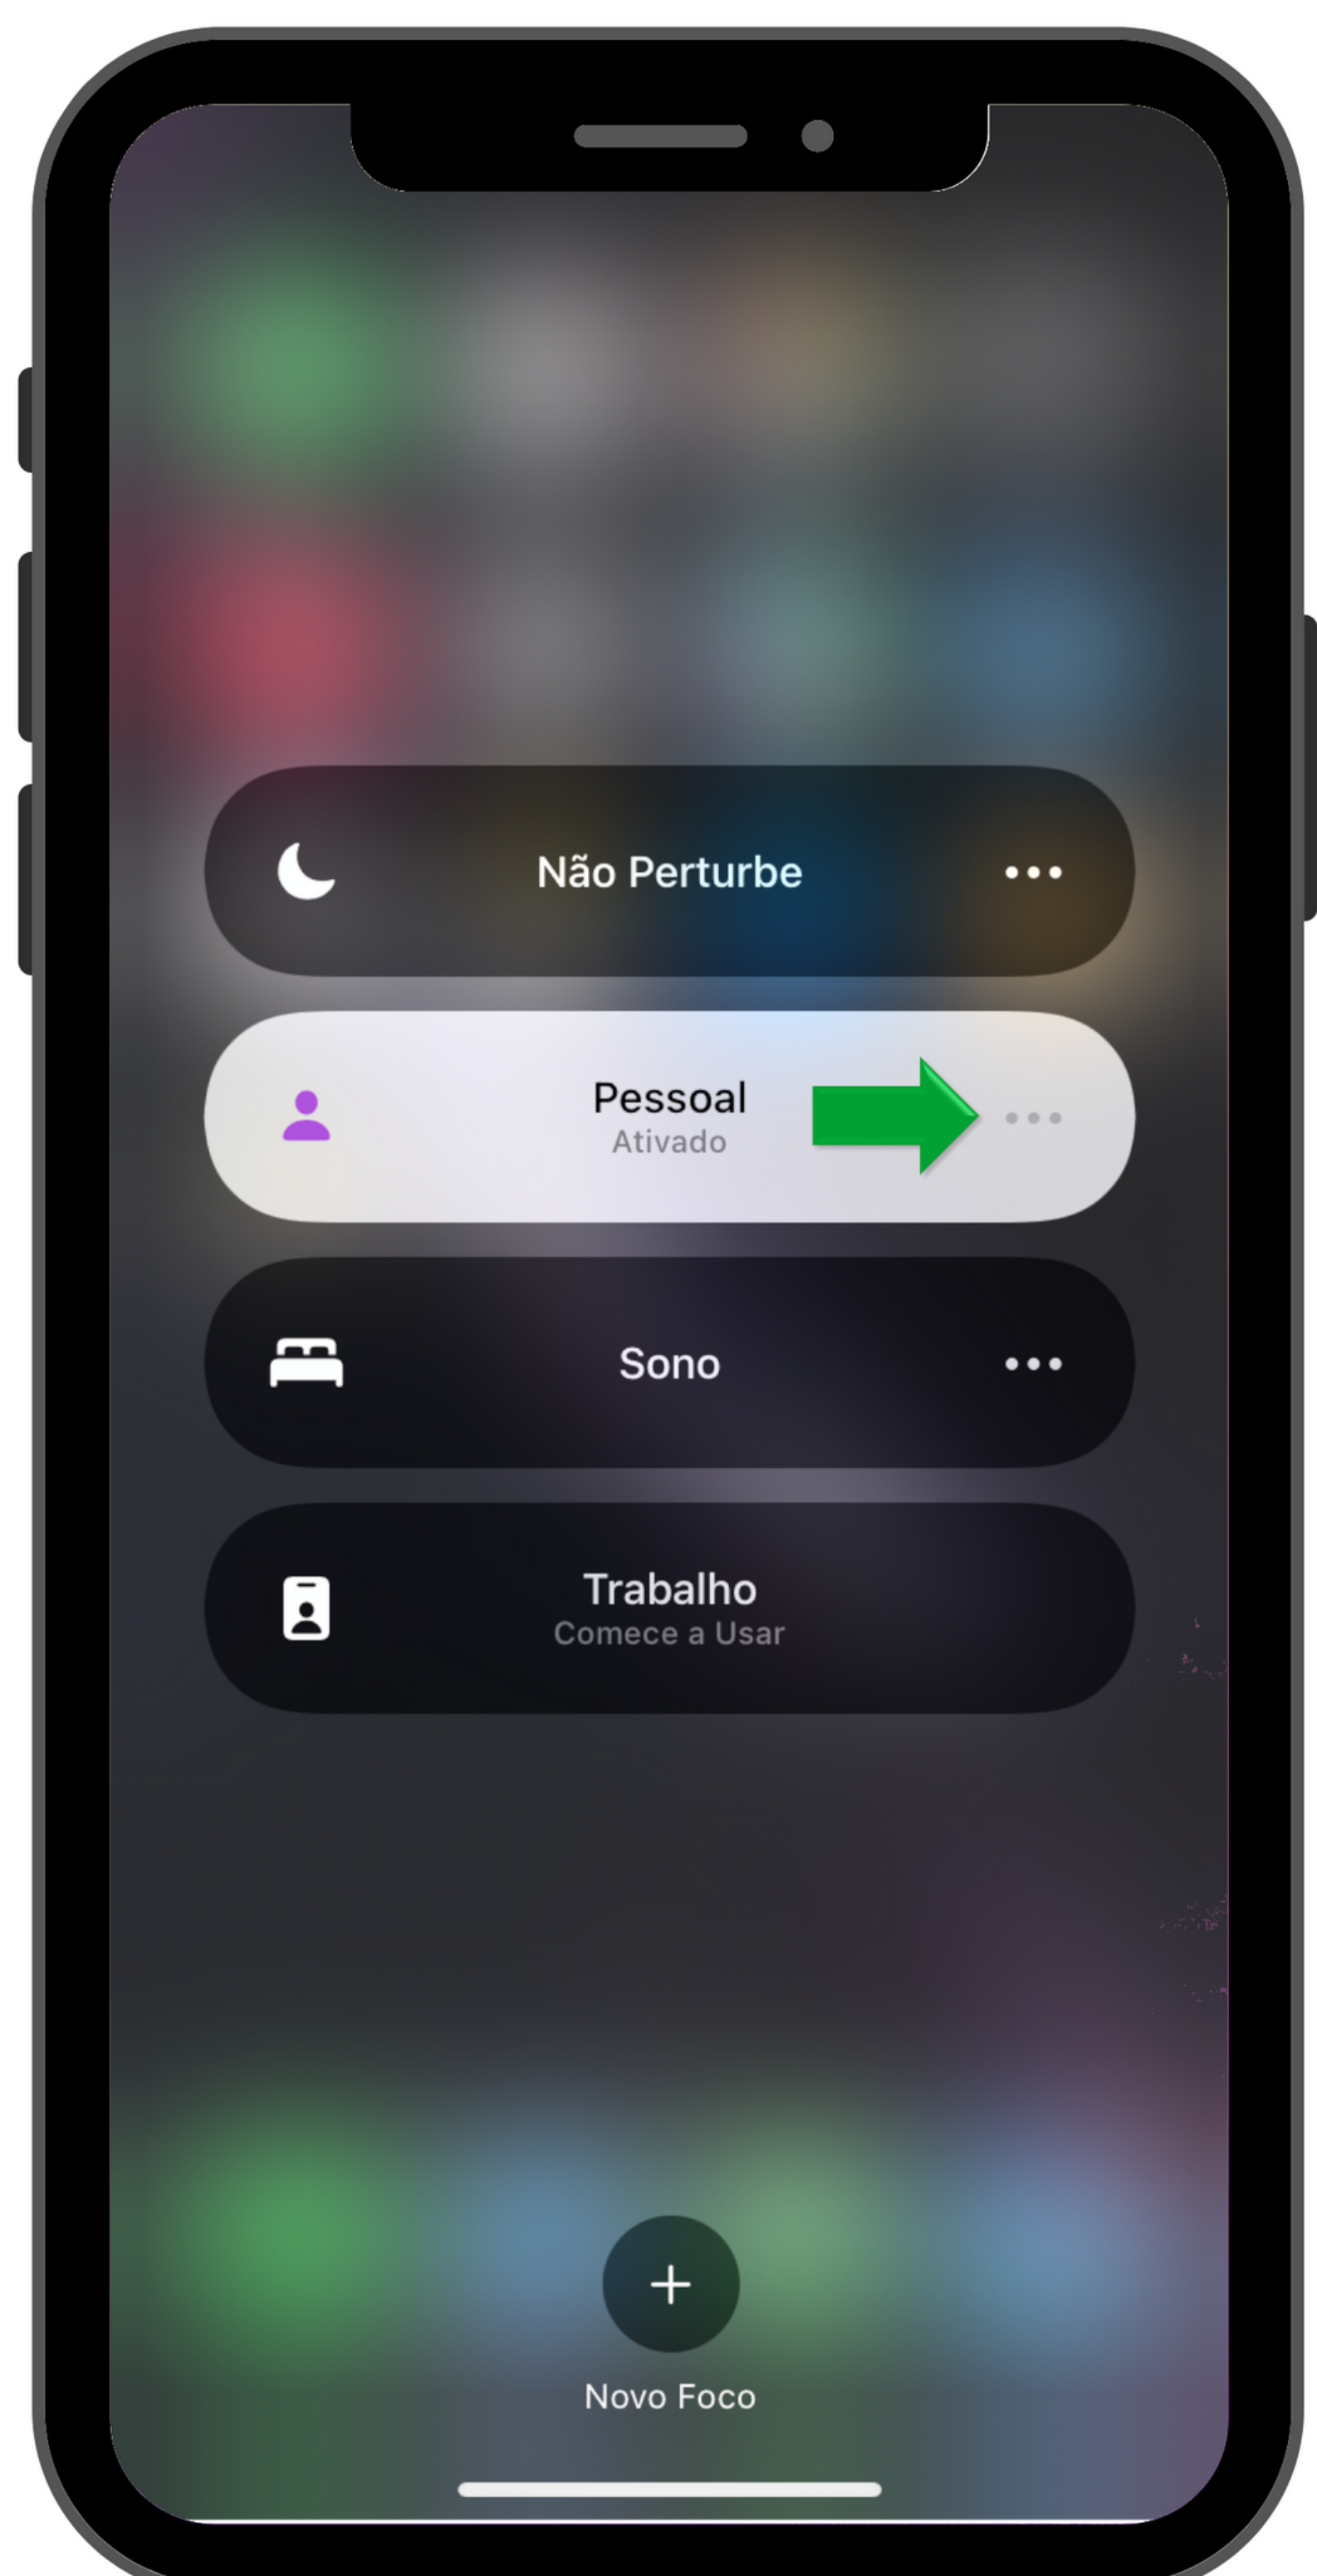 Não Perturbe
Pessoal
Ativado
Sono
Trabalho
Comece a Usar
Novo Foco